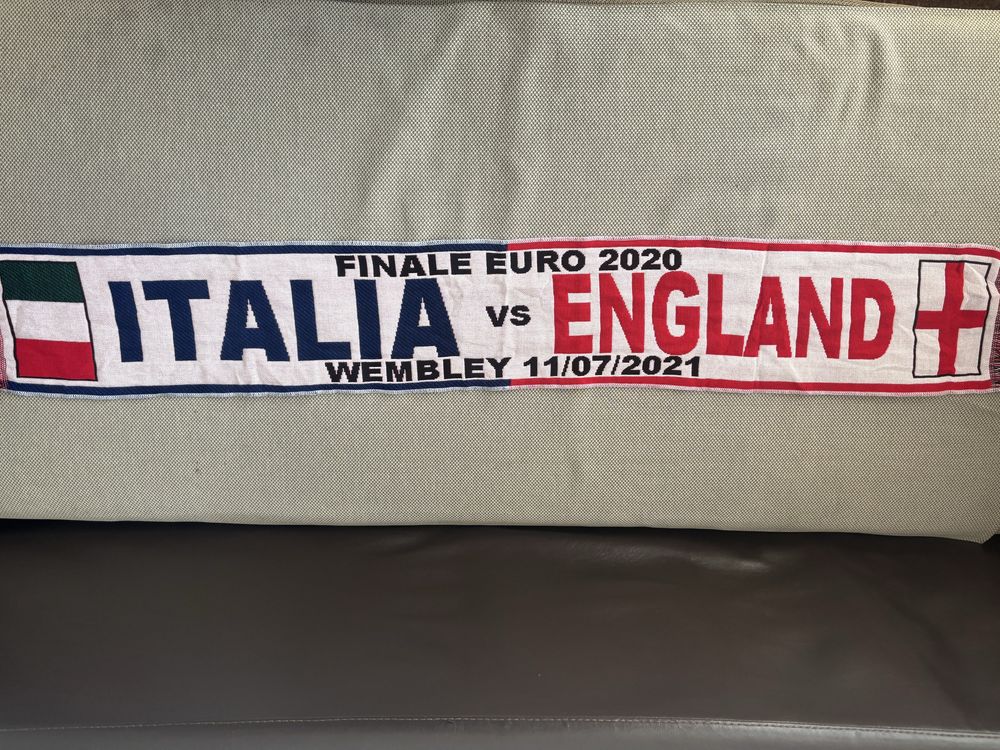 FINALE EURO 2020
ITALIA vs ENGLAND
WEMBLEY 11/07/2021